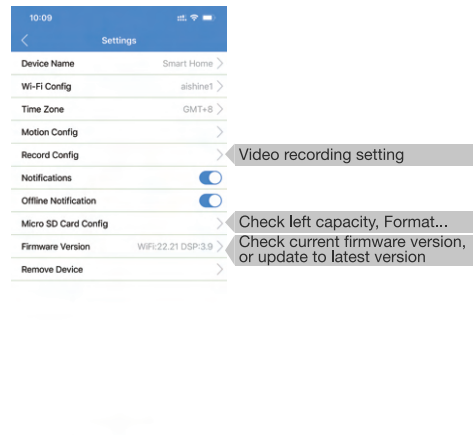 10:09
Settings
Device Name Smart Home
Wi-Fi Config aishine1
Time Zone GMT+8
Motion Config
Record Config Video recording setting
Notifications
Offline Notification
Micro SD Card Config Check left capacity, Format...
Firmware Version WiFi:22.21 DSP:3.9 Check current firmware version,
or update to latest version
Remove Device